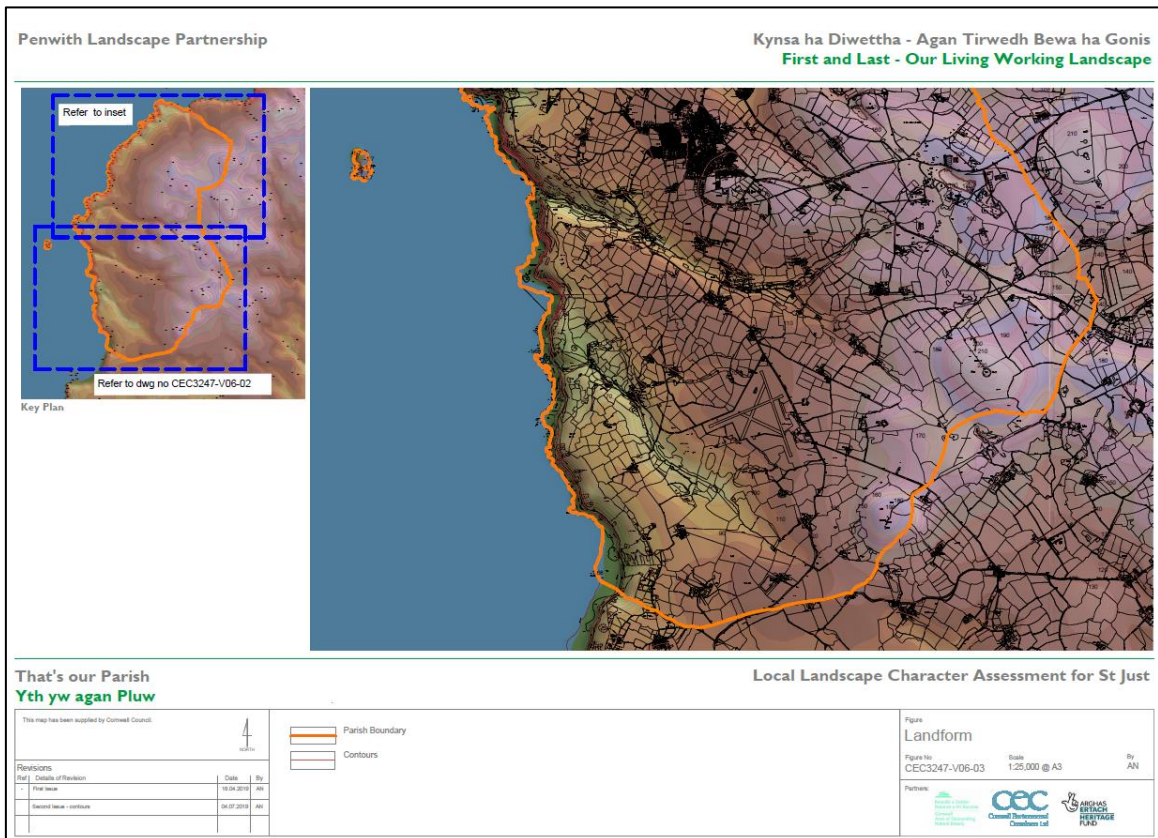 Penwith Landscape Partnership
Kynsa ha Diwettha - Agan Tirwedh Bewa ha Gonis
First and Last - Our Living Working Landscape
Refer to inset
Refer to dwg no CEC3247-V06-02
Key Plan
That's our Parish
Yth yw agan Pluw
Local Landscape Character Assessment for St Just
This map has been supplied by Cornwall Council.
NORTH
Revisions
Ref Details of Revision Date By
- First Issue 18.04.2019 AN
Second Issue - contours 04.07.2019 AN
Parish Boundary
Contours
Figure
Landform
Figure No Scale By
CEC3247-V06-03 1:25,000 @ A3 AN
Partners:
cec
Cornwall Environmental
Consultants Ltd
ARGHAS
ERTACH
HERITAGE
FUND